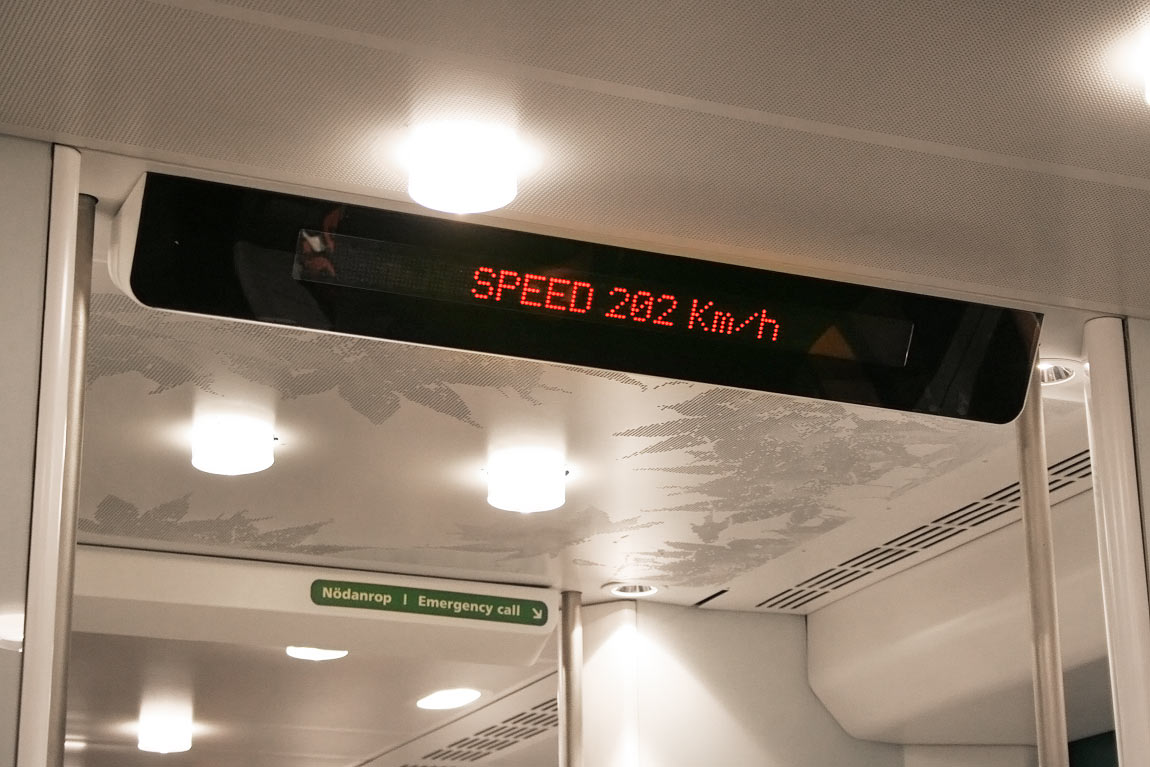 SPEED 202 Km/h
Nödanrop | Emergency call ↘